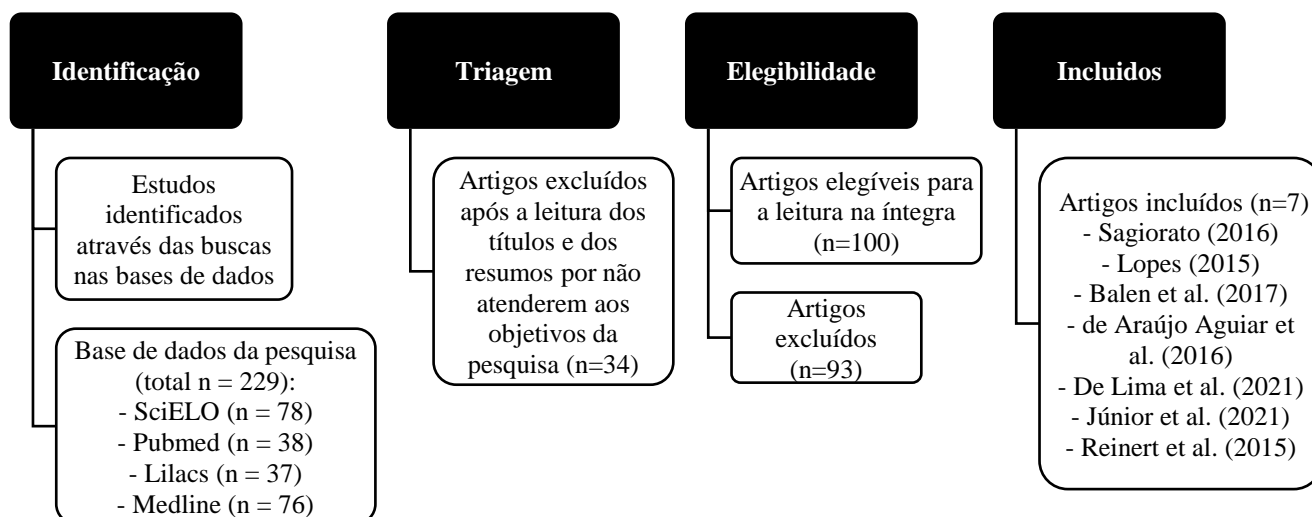 Identificação
Estudos
identificados
através das buscas
nas bases de dados
Base de dados da pesquisa
(total n = 229):
- SciELO (n = 78)
- Pubmed (n = 38)
- Lilacs (n = 37)
- Medline (n = 76)
Triagem
Artigos excluídos
após a leitura dos
títulos e dos
resumos por não
atenderem aos
objetivos da
pesquisa (n=34)
Elegibilidade
Artigos elegíveis para
a leitura na íntegra
(n=100)
Artigos
excluídos
(n=93)
Incluidos
Artigos incluídos (n=7)
- Sagiorato (2016)
- Lopes (2015)
- Balen et al. (2017)
- de Araújo Aguiar et
al. (2016)
- De Lima et al. (2021)
- Júnior et al. (2021)
- Reinert et al. (2015)